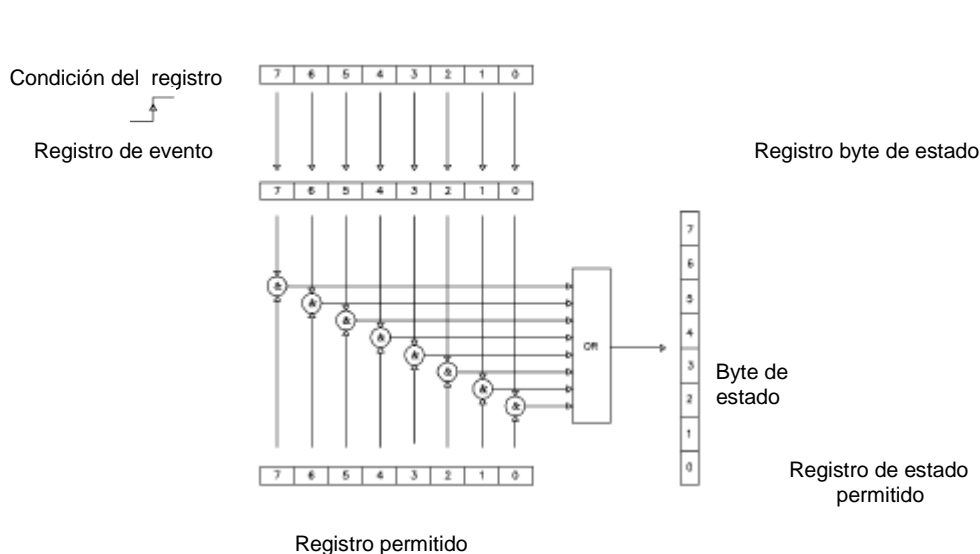 Condición del registro
7 6 5 4 3 2 1 0
Registro de evento
Registro byte de estado
7 6 5 4 3 2 1 0
&
&
&
&
&
&
&
&
OR
7
6
5
4
3
2
1
0
Byte de
estado
7 6 5 4 3 2 1 0
Registro de estado
permitido
Registro permitido